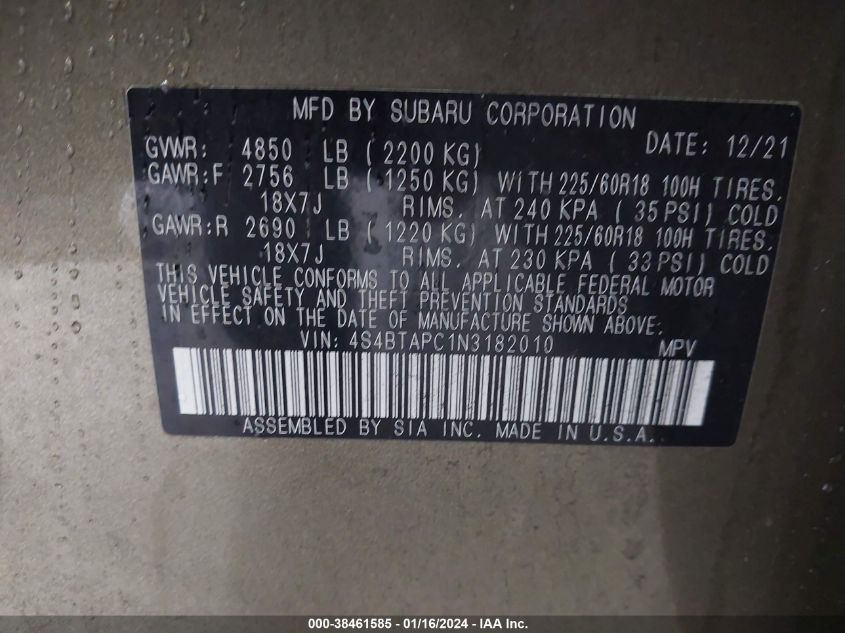 MFD BY SUBARU CORPORATION
GVWR: 4850 LB ( 2200 KG) DATE: 12/21
GAWR:F 2756 LB ( 1250 KG) WITH 225/60R18 100H TIRES.
18X7J RIMS. AT 240 KPA ( 35 PSI) COLD
GAWR:R 2690 LB ( 1220 KG) WITH 225/60R18 100H TIRES.
18X7J RIMS. AT 230 KPA ( 33 PSI) COLD
THIS VEHICLE CONFORMS TO ALL APPLICABLE FEDERAL MOTOR
VEHICLE SAFETY AND THEFT PREVENTION STANDARDS
IN EFFECT ON THE DATE OF MANUFACTURE SHOWN ABOVE.
VIN: 4S4BTAPC1N3182010 MPV
ASSEMBLED BY SIA INC. MADE IN U.S.A.
000-38461585 - 01/16/2024 - IAA Inc.